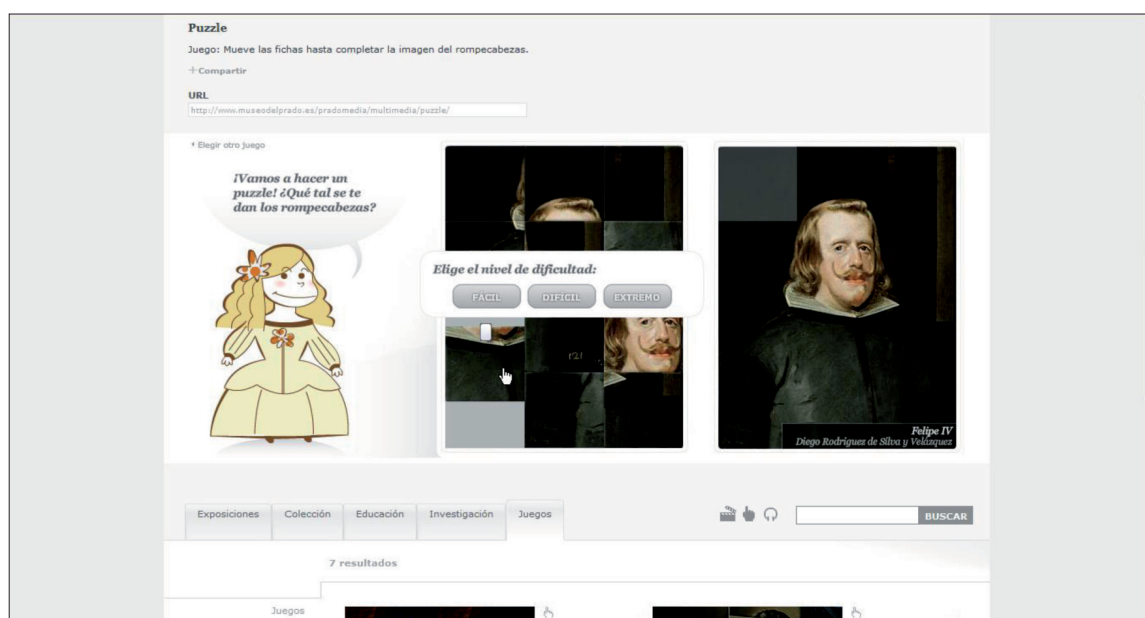 Puzzle
Juego: Mueve las fichas hasta completar la imagen del rompecabezas.
+Compartir
URL
http://www.museodelprado.es/pradomedia/multimedia/puzzle/
Elegir otro juego
¡Vamos a hacer un
puzzle! ¿Qué tal se te
dan los rompecabezas?
Elige el nivel de dificultad:
FÁCIL DIFÍCIL EXTREMO
121
Felipe IV
Diego Rodríguez de Silva y Velázquez
Exposiciones Colección Educación Investigación Juegos
BUSCAR
7 resultados
Juegos